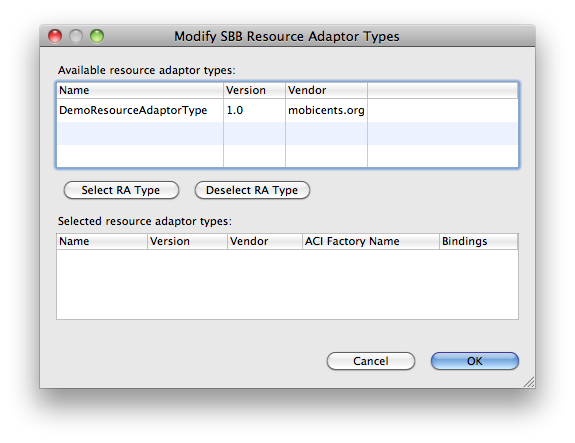 Modify SBB Resource Adaptor Types
Available resource adaptor types:
Name Version Vendor
DemoResourceAdaptorType 1.0 mobicents.org
Select RA Type Deselect RA Type
Selected resource adaptor types:
Name Version Vendor ACI Factory Name Bindings
Cancel OK